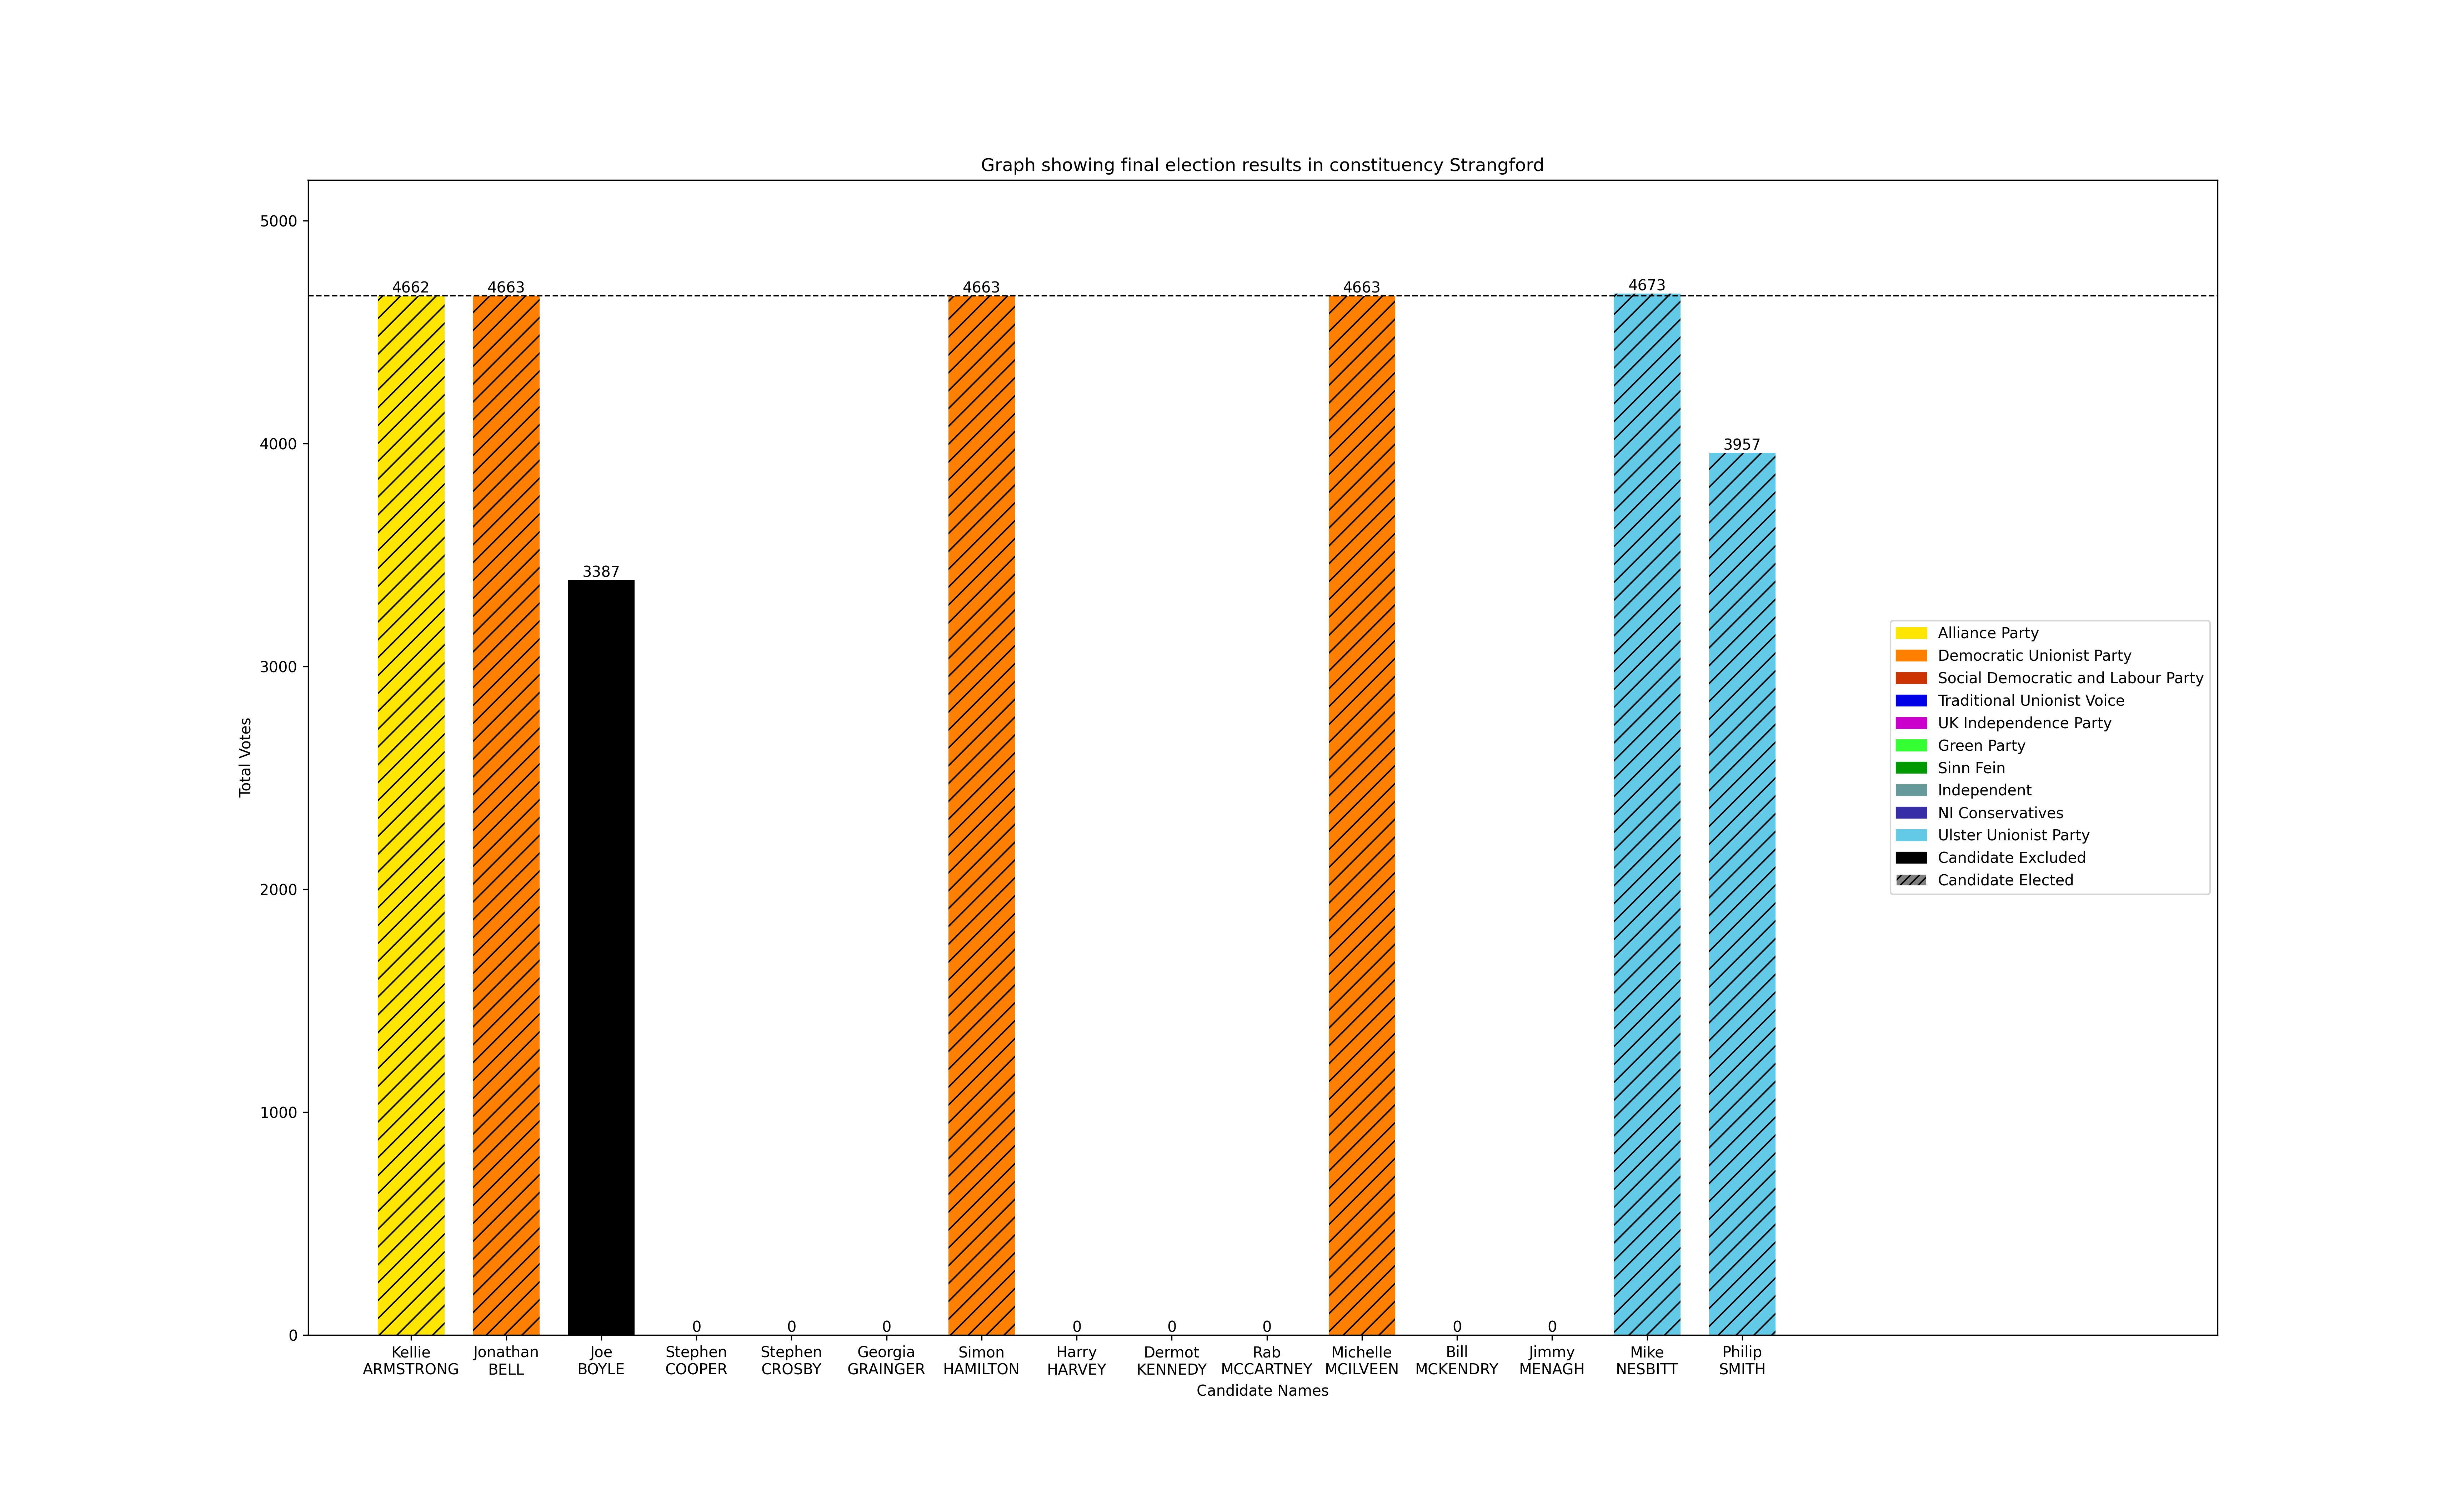 Graph showing final election results in constituency Strangford
5000
4000
3000
2000
1000
0
Total Votes
4662
4663
3387
0
0
0
4663
0
0
0
4663
0
0
4673
3957
Kellie
ARMSTRONG
Jonathan
BELL
Joe
BOYLE
Stephen
COOPER
Stephen
CROSBY
Georgia
GRAINGER
Simon
HAMILTON
Harry
HARVEY
Dermot
KENNEDY
Rab
MCCARTNEY
Michelle
MCILVEEN
Bill
MCKENDRY
Jimmy
MENAGH
Mike
NESBITT
Philip
SMITH
Candidate Names
Alliance Party
Democratic Unionist Party
Social Democratic and Labour Party
Traditional Unionist Voice
UK Independence Party
Green Party
Sinn Fein
Independent
NI Conservatives
Ulster Unionist Party
Candidate Excluded
Candidate Elected